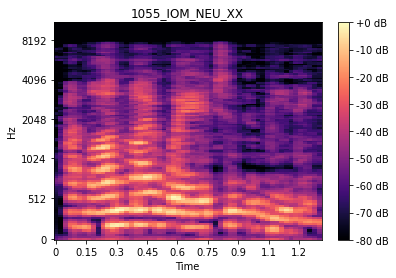 1055_IOM_NEU_XX
+0 dB
8192
-10 dB
4096
-20 dB
-30 dB
2048
Hz
-40 dB
1024
-50 dB
512
-60 dB
-70 dB
0
-80 dB
0 0.15 0.3 0.45 0.6 0.75 0.9 1.1 1.2
Time